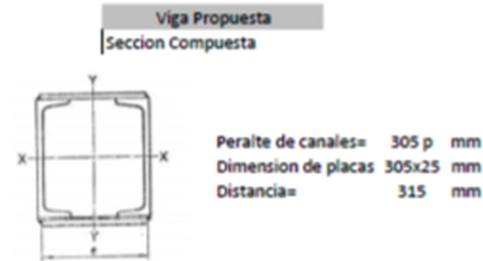 Viga Propuesta
Seccion Compuesta
Y
X X
Peralte de canales= 305 p mm
Dimension de placas 305x25 mm
Distancia= 315 mm
Y